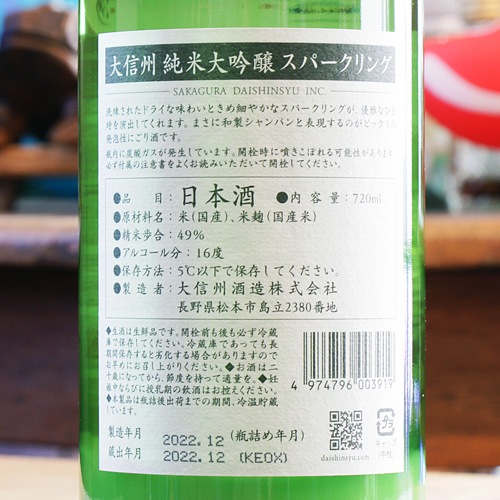 大信州 純米大吟醸 スパークリング
SAKAGURA DAISHINSYU INC.
洗練されたドライな味わいときめ細やかなスパークリングが、優雅なひと
時を演出してくれます。まさに和製シャンパンと表現するのがピッタリ
発泡性にごり酒です。
瓶内に炭酸ガスが発生しています。開栓時に噴きこぼれる可能性があります
必ず付属の注意書をよくお読みいただいて開栓してください。
●品 目：日本酒 ●内容量：720ml
●原材料名：米(国産)、米麹(国産米)
●精米歩合：49%
●アルコール分：16度
●保存方法：5℃以下で保存してください。
●製造者：大信州酒造株式会社
長野県松本市島立2380番地
◆生酒は生鮮品です。開栓前も後も必ず冷蔵
庫で保存してください。冷蔵庫であっても長
期間保存すると劣化する場合がありますので
お早めにお召し上がりください。◆お酒は二
十歳になってから、節度を持って適量を。◆妊
娠中ならびに授乳期の飲酒はお控えください。
◆本製品は瓶詰後出荷までの期間、冷温貯蔵
しています。
4 974796 003919
製造年月 2022.12 (瓶詰め年月)
蔵出年月 2022.12 (KEOX)
daishinsyu.com
キャップ
(中栓)